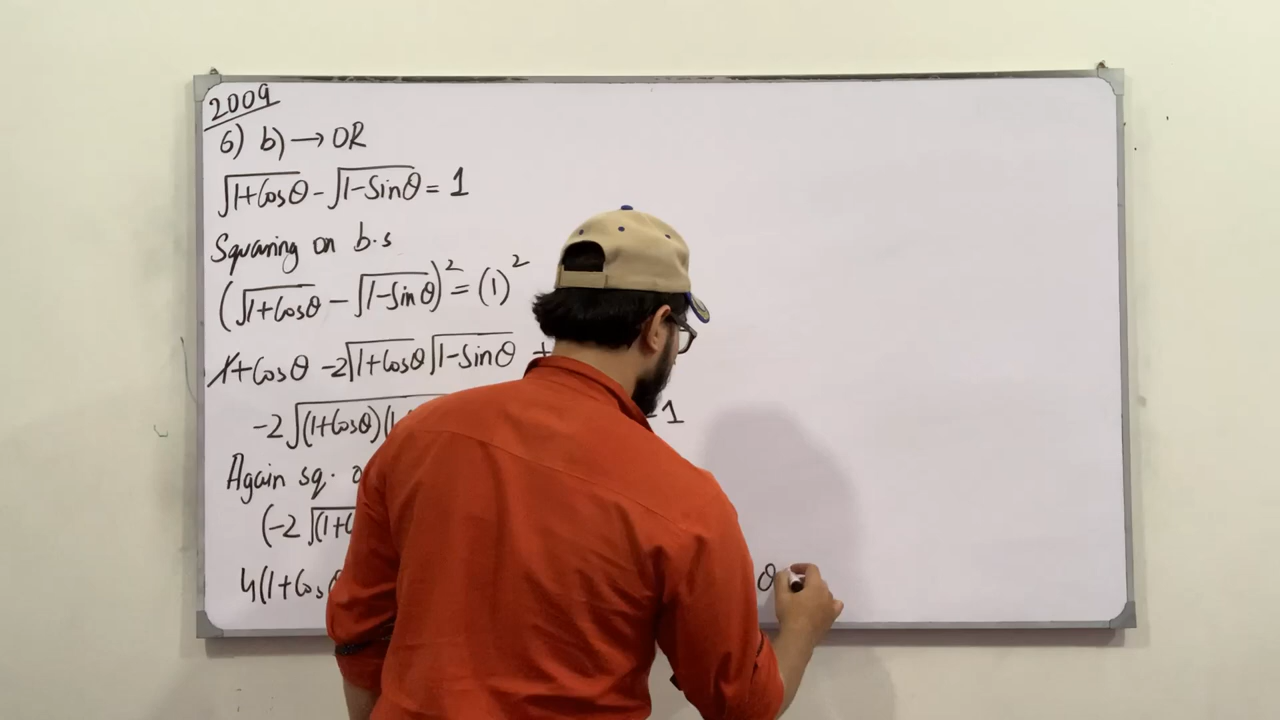 2009
6) b) → OR
√1+Cosθ - √1-Sinθ = 1
Squaring on b.s
(√1+Cosθ - √1-Sinθ)² = (1)²
1+Cosθ -2√1+Cosθ √1-Sinθ +
-2√(1+Cosθ)(1 -1
Again sq.
(-2 √(1+C
4(1+Cosθ θ